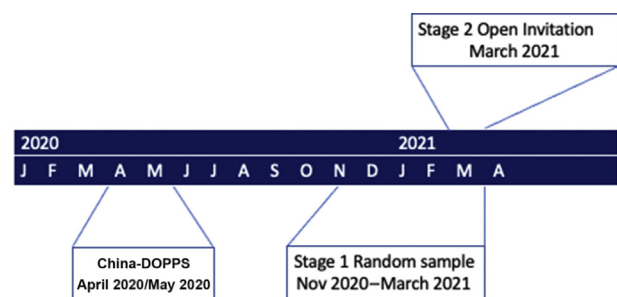 Stage 2 Open Invitation
March 2021
2020 2021
J F M A M J J A S O N D J F M A
China-DOPPS
April 2020/May 2020
Stage 1 Random sample
Nov 2020–March 2021